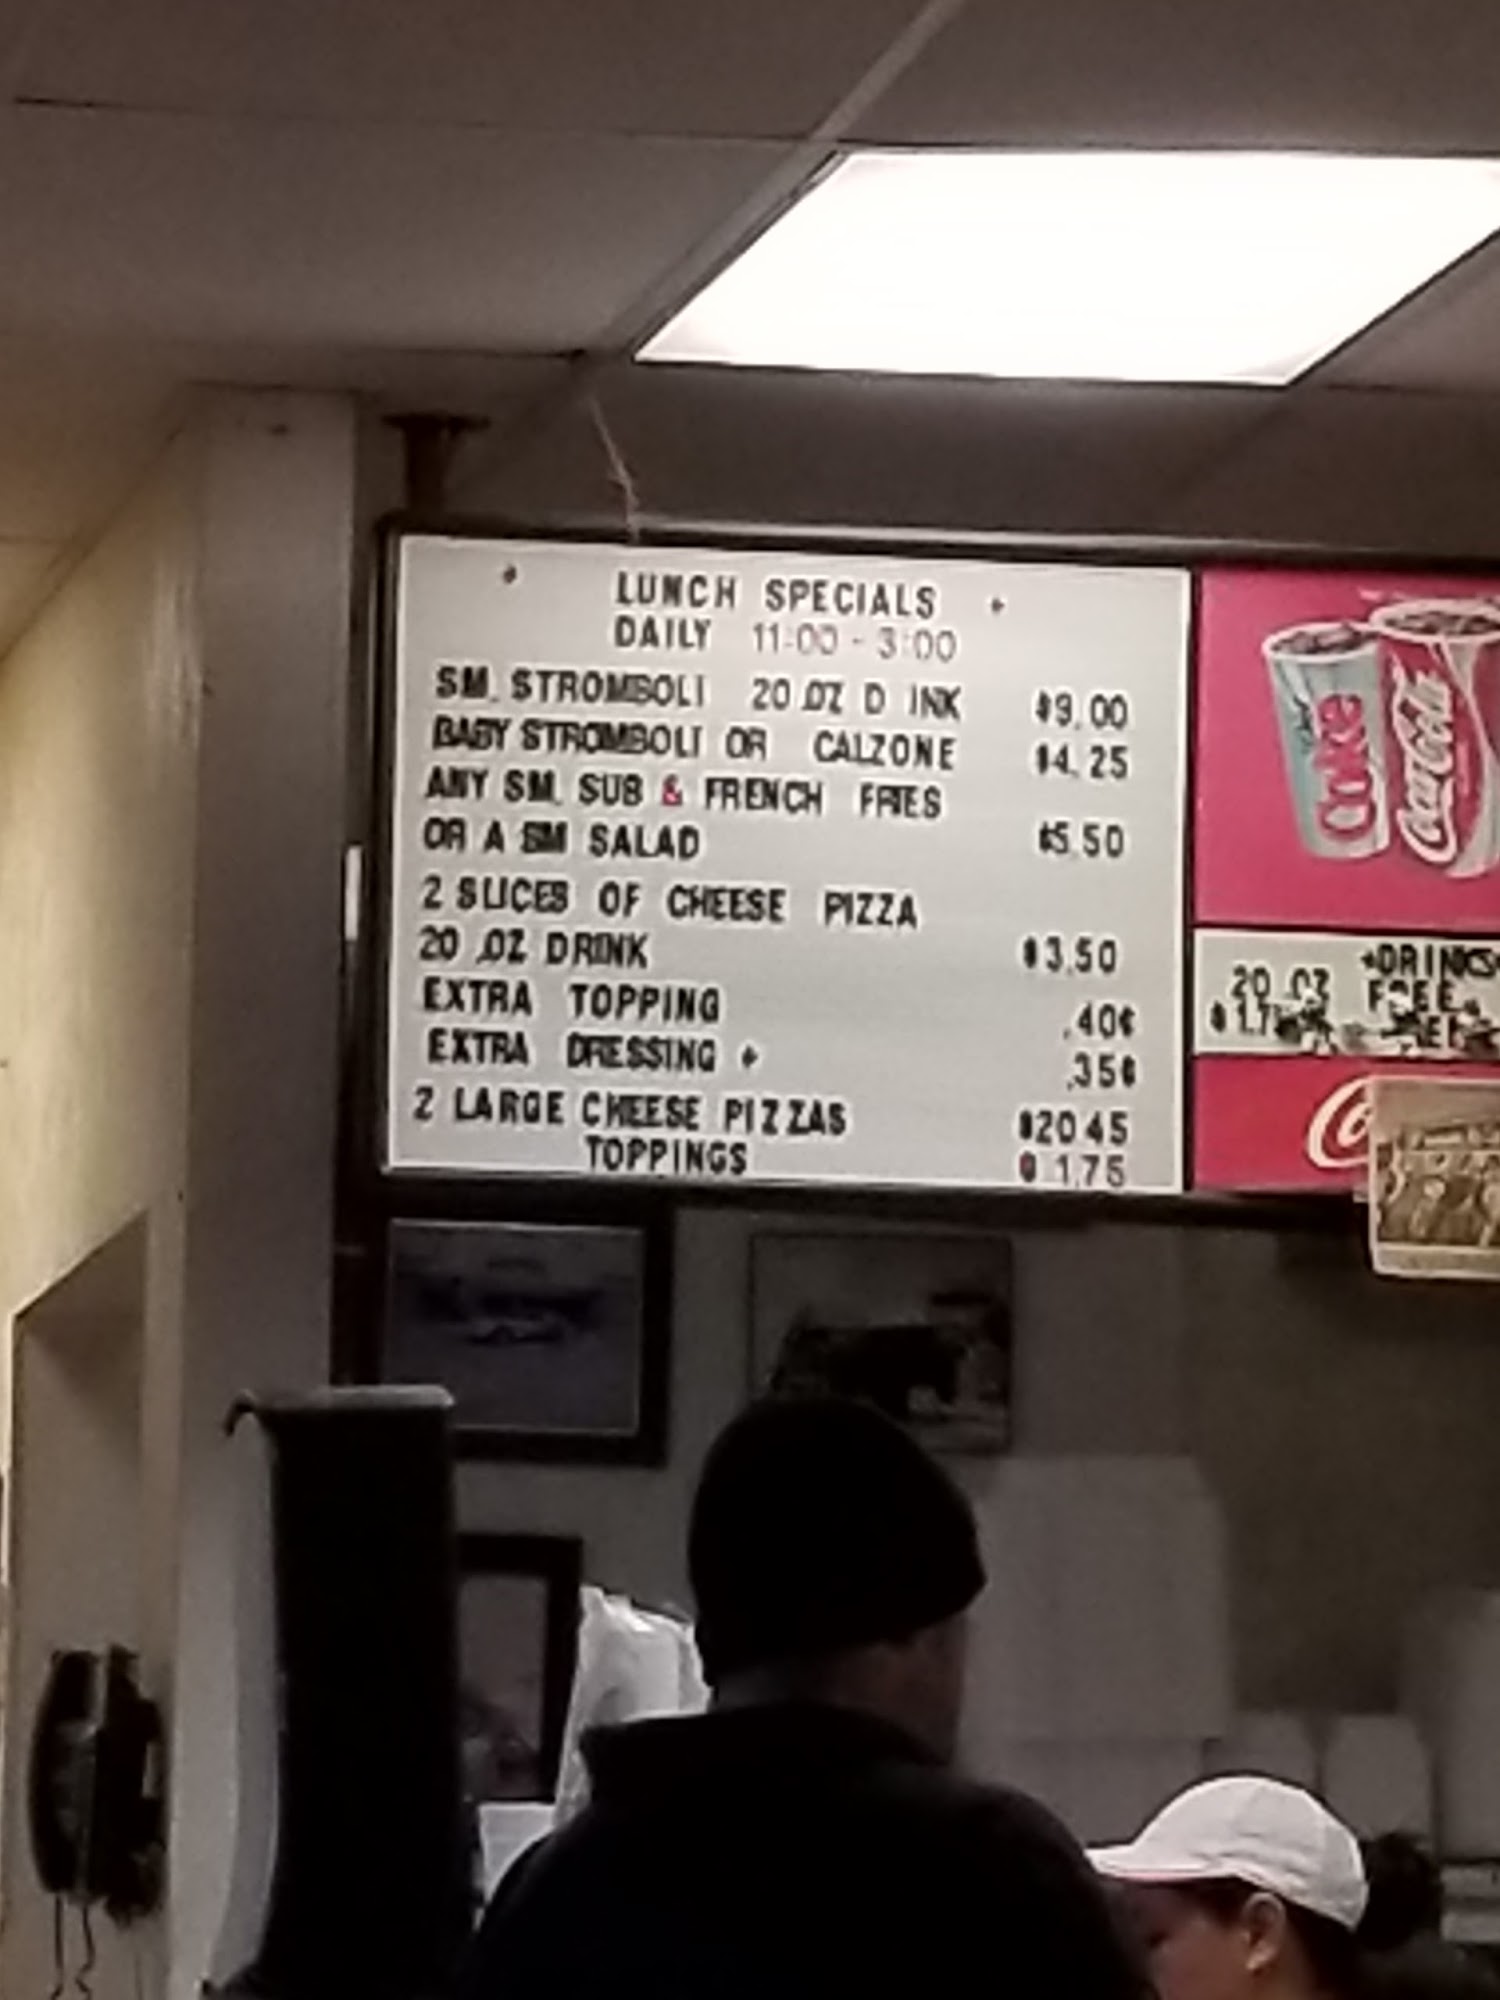 LUNCH SPECIALS
DAILY 11:00 - 3:00
SM. STROMBOLI 20 .OZ D INK $9.00
BABY STROMBOLI OR CALZONE $4.25
ANY SM. SUB & FRENCH FRIES
OR A SM SALAD $5.50
2 SLICES OF CHEESE PIZZA
20 .OZ DRINK $3.50
EXTRA TOPPING .40¢
EXTRA DRESSING .35¢
2 LARGE CHEESE PIZZAS $20 45
TOPPINGS 1.75
Coke
Coca-Cola
DRINKS
20 OZ FREE